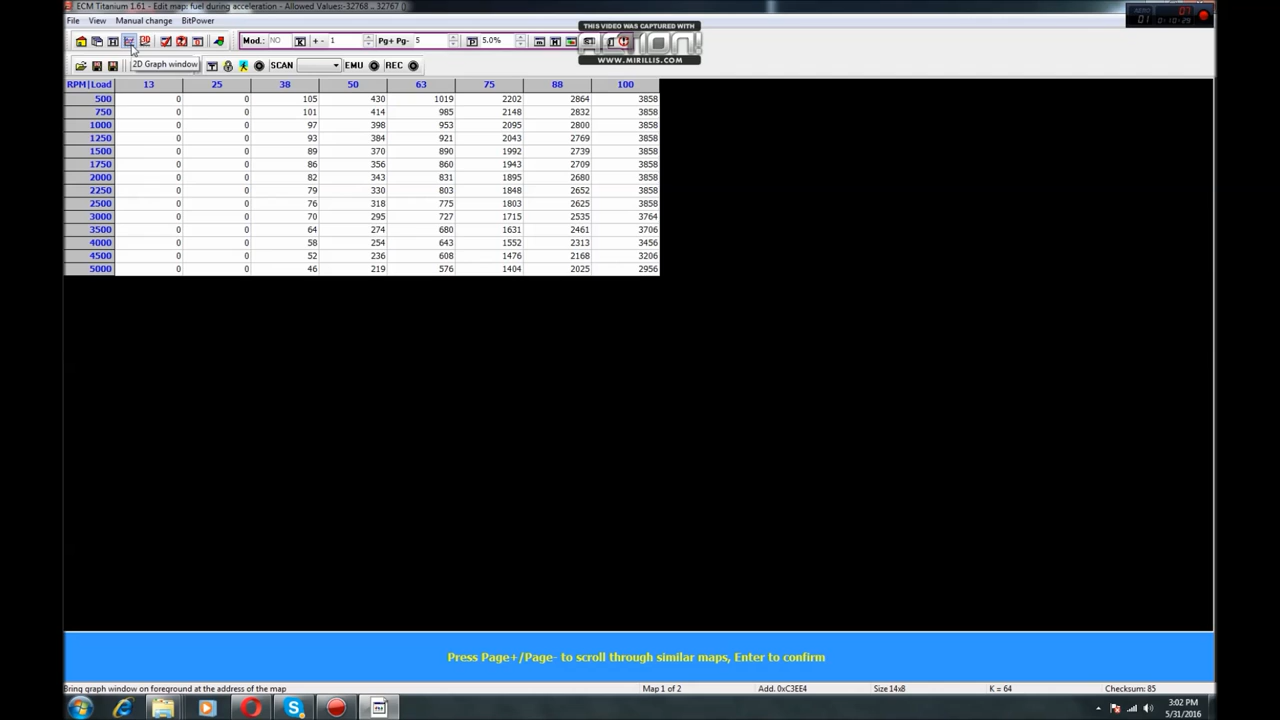 ECM Titanium 1.61 - Edit map: fuel during acceleration - Allowed Values:-32768 .. 32767 ()
File View Manual change BitPower
THIS VIDEO WAS CAPTURED WITH
ACTION!
WWW.MIRILLIS.COM
Mod.: NO K + - 1 Pg+ Pg- 5 P 5.0%
2D Graph window
SCAN EMU REC
RPM|Load 13 25 38 50 63 75 88 100
500 0 0 105 430 1019 2202 2864 3858
750 0 0 101 414 985 2148 2832 3858
1000 0 0 97 398 953 2095 2800 3858
1250 0 0 93 384 921 2043 2769 3858
1500 0 0 89 370 890 1992 2739 3858
1750 0 0 86 356 860 1943 2709 3858
2000 0 0 82 343 831 1895 2680 3858
2250 0 0 79 330 803 1848 2652 3858
2500 0 0 76 318 775 1803 2625 3858
3000 0 0 70 295 727 1715 2535 3764
3500 0 0 64 274 680 1631 2461 3706
4000 0 0 58 254 643 1552 2313 3456
4500 0 0 52 236 608 1476 2168 3206
5000 0 0 46 219 576 1404 2025 2956
Press Page+/Page- to scroll through similar maps, Enter to confirm
Bring graph window on foreground at the address of the map Map 1 of 2 Add. 0xC3EE4 Size 14x8 K = 64 Checksum: 85
3:02 PM
5/31/2016